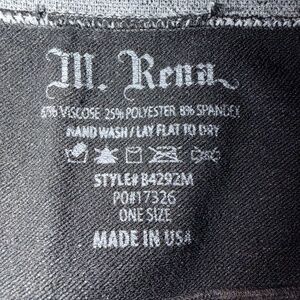 M. Rena
67% VISCOSE 25% POLYESTER 8% SPANDEX
HAND WASH / LAY FLAT TO DRY
STYLE# B4292M
PO#17326
ONE SIZE
MADE IN USA